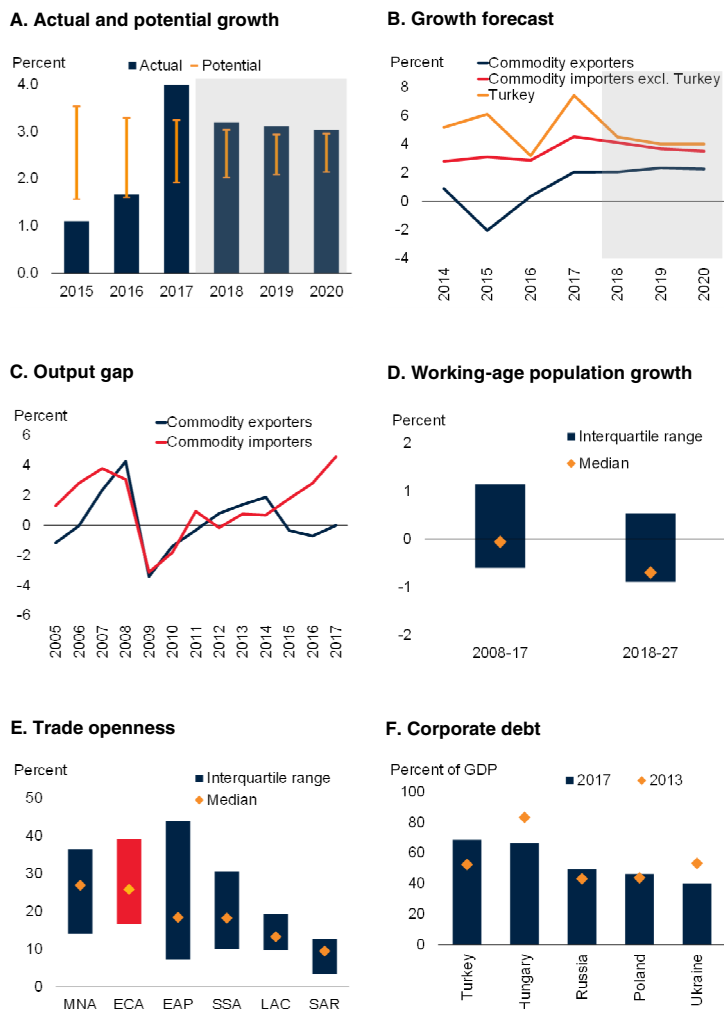 A. Actual and potential growth
Percent
Actual Potential
4.0
3.0
2.0
1.0
0.0
2015 2016 2017 2018 2019 2020
B. Growth forecast
Percent
Commodity exporters
Commodity importers excl. Turkey
Turkey
8
6
4
2
0
-2
-4
2014 2015 2016 2017 2018 2019 2020
C. Output gap
Percent
Commodity exporters
Commodity importers
6
4
2
0
-2
-4
-6
2005 2006 2007 2008 2009 2010 2011 2012 2013 2014 2015 2016 2017
D. Working-age population growth
Percent
Interquartile range
Median
2
1
0
-1
-2
2008-17 2018-27
E. Trade openness
Percent
Interquartile range
Median
50
40
30
20
10
0
MNA ECA EAP SSA LAC SAR
F. Corporate debt
Percent of GDP
2017 2013
100
80
60
40
20
0
Turkey Hungary Russia Poland Ukraine